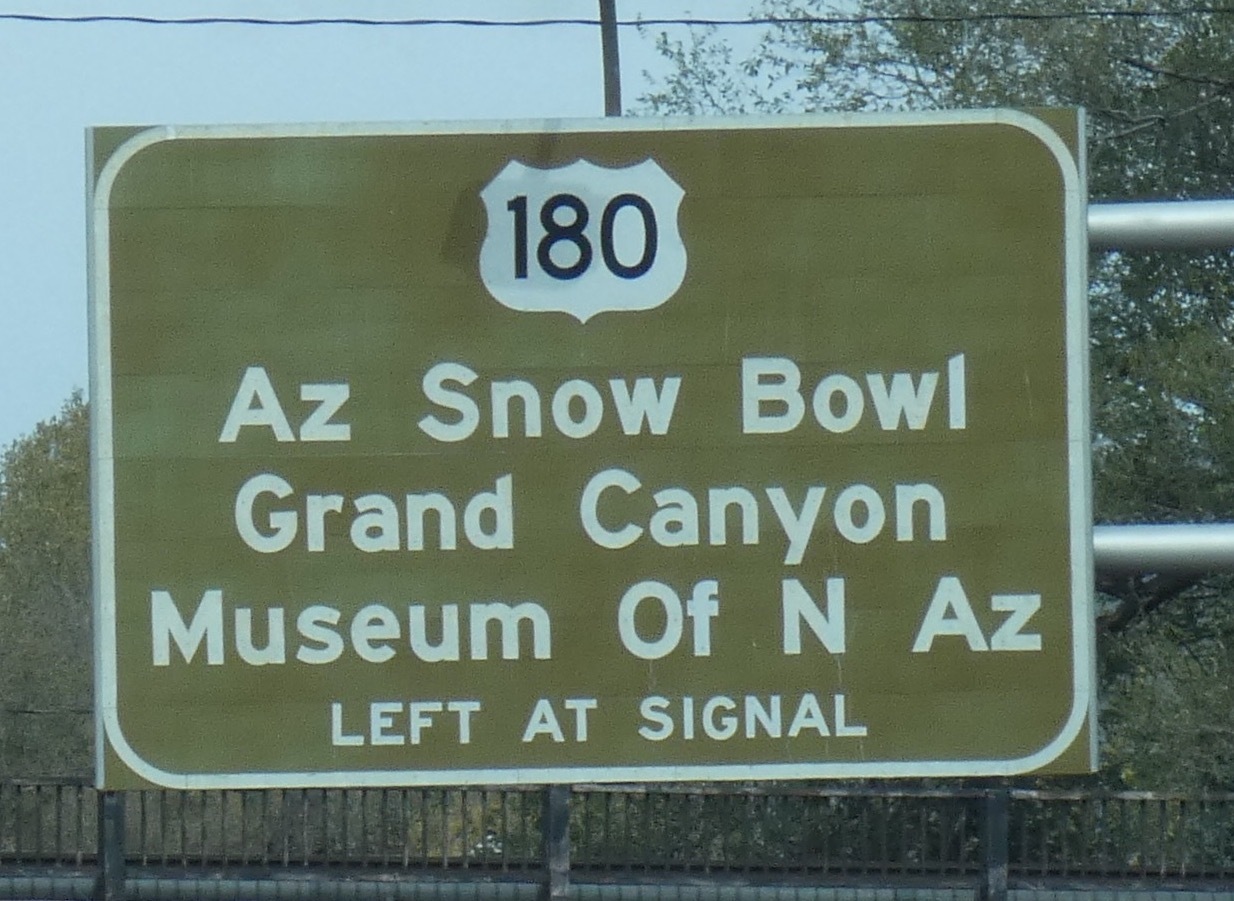 180
Az Snow Bowl
Grand Canyon
Museum Of N Az
LEFT AT SIGNAL